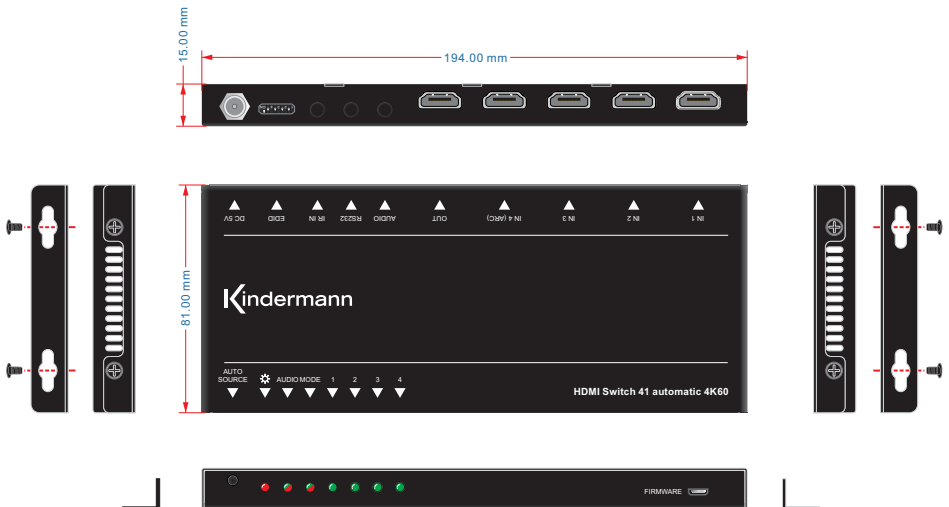 15.00 mm
194.00 mm
DC 5V EDID IR IN RS232 AUDIO OUT IN 4 (ARC) IN 3 IN 2 IN 1
81.00 mm
Kindermann
AUTO
SOURCE AUDIO MODE 1 2 3 4
HDMI Switch 41 automatic 4K60
FIRMWARE